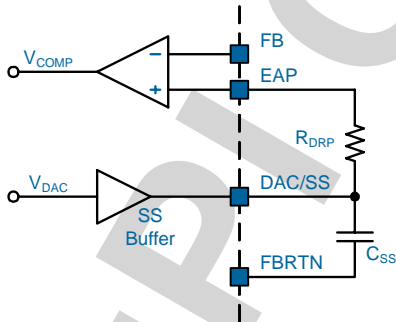 FB
V_COMP
−
EAP
+
R_DRP
DAC/SS
V_DAC
SS
Buffer
C_SS
FBRTN